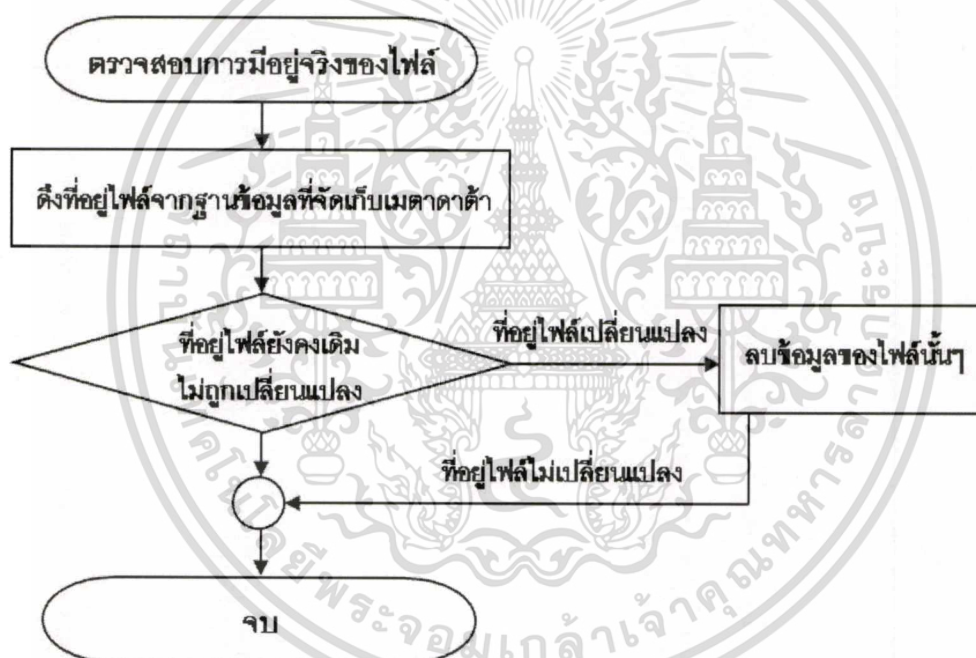 ตรวจสอบการมีอยู่จริงของไฟล์
ดึงที่อยู่ไฟล์จากฐานข้อมูลที่จัดเก็บเมตาดาต้า
ที่อยู่ไฟล์ยังคงเดิม
ไม่ถูกเปลี่ยนแปลง
ที่อยู่ไฟล์เปลี่ยนแปลง
ลบข้อมูลของไฟล์นั้นๆ
ที่อยู่ไฟล์ไม่เปลี่ยนแปลง
จบ